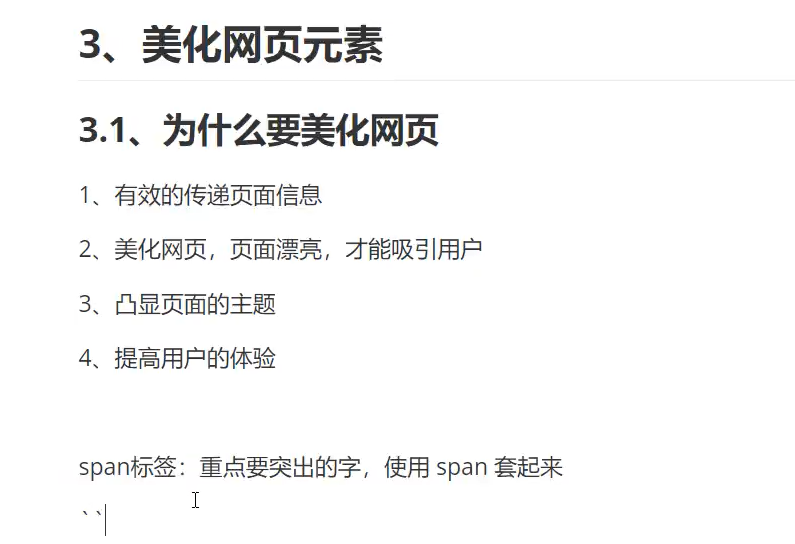 3、美化网页元素
3.1、为什么要美化网页
1、有效的传递页面信息
2、美化网页，页面漂亮，才能吸引用户
3、凸显页面的主题
4、提高用户的体验
span标签：重点要突出的字，使用 span 套起来
``